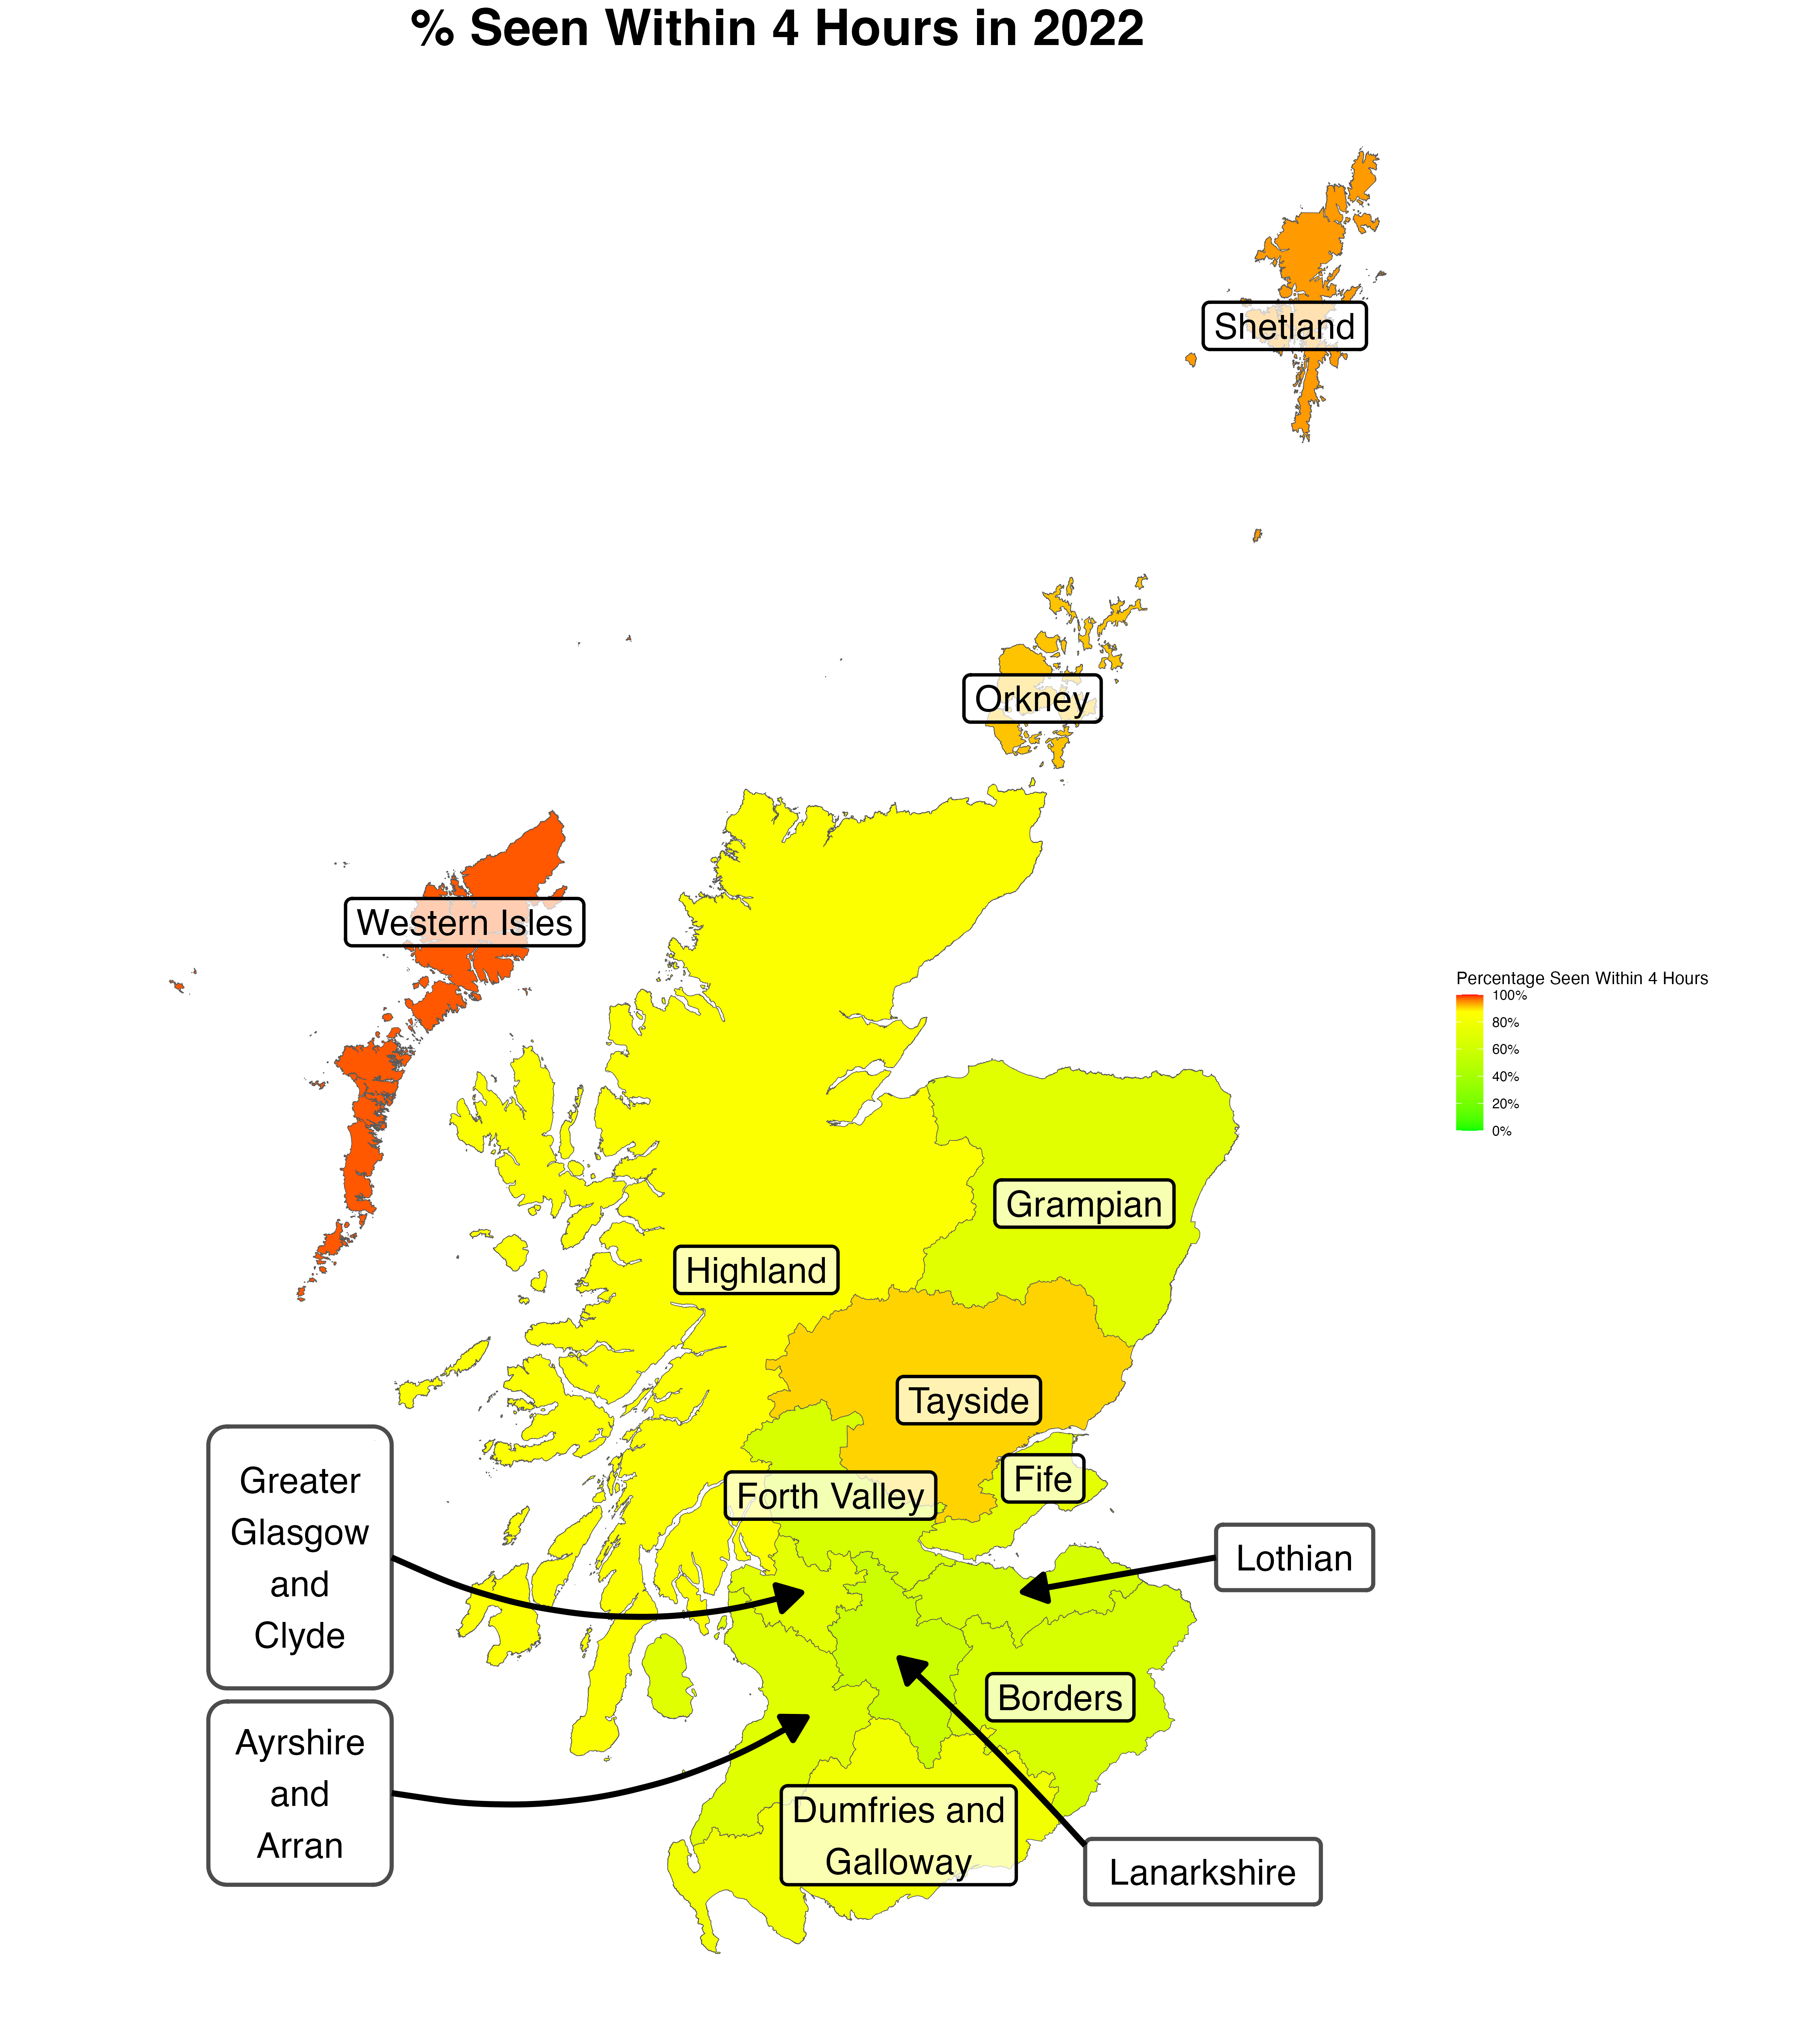 % Seen Within 4 Hours in 2022
Shetland
Orkney
Western Isles
Percentage Seen Within 4 Hours
100%
80%
60%
40%
20%
0%
Grampian
Highland
Tayside
Fife
Forth Valley
Greater
Glasgow
and
Clyde
Lothian
Borders
Ayrshire
and
Arran
Dumfries and
Galloway
Lanarkshire